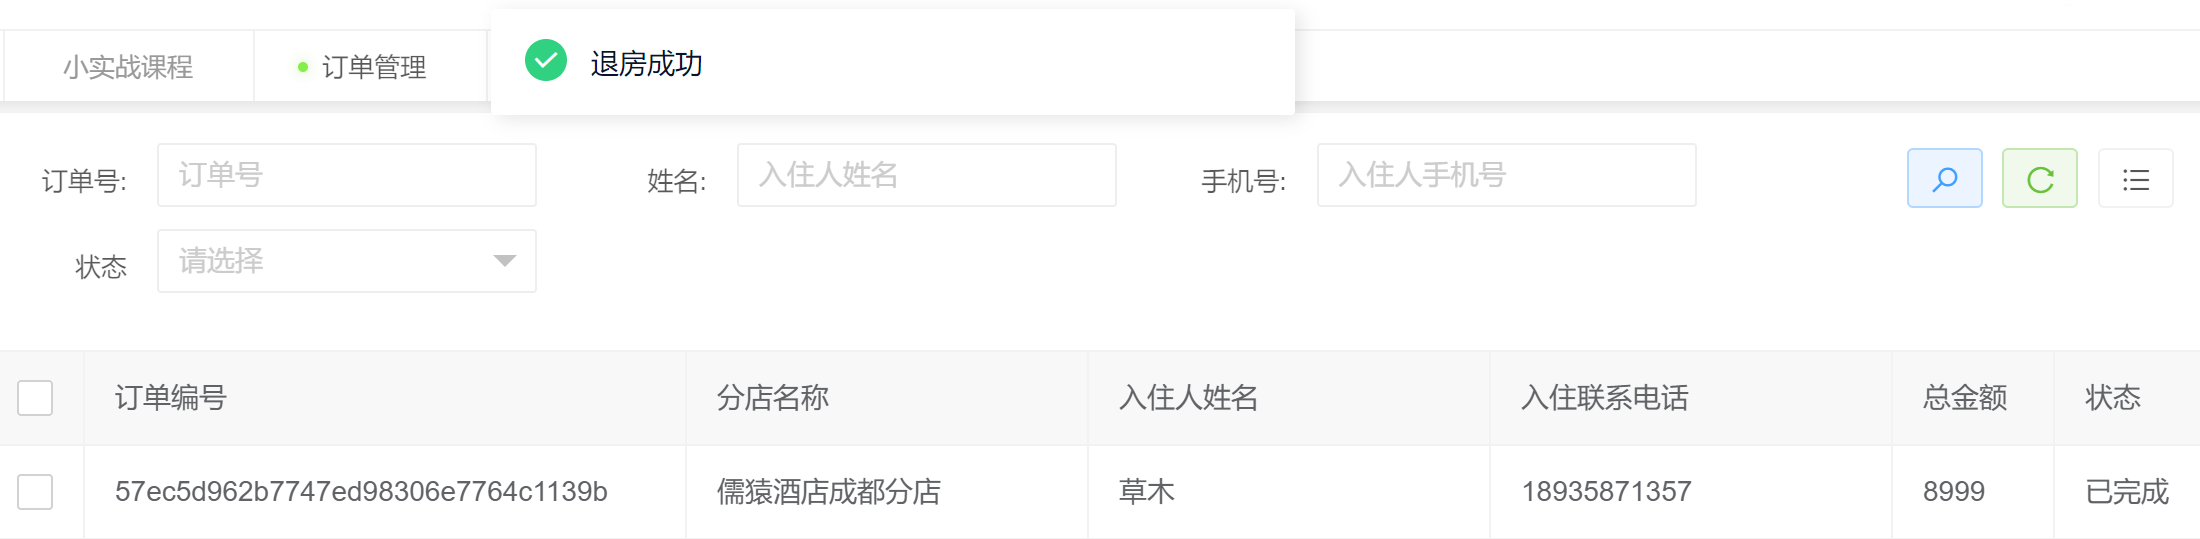 退房成功
小实战课程 订单管理
订单号: 订单号 姓名: 入住人姓名 手机号: 入住人手机号
状态 请选择
订单编号 分店名称 入住人姓名 入住联系电话 总金额 状态
57ec5d962b7747ed98306e7764c1139b 儒猿酒店成都分店 草木 18935871357 8999 已完成